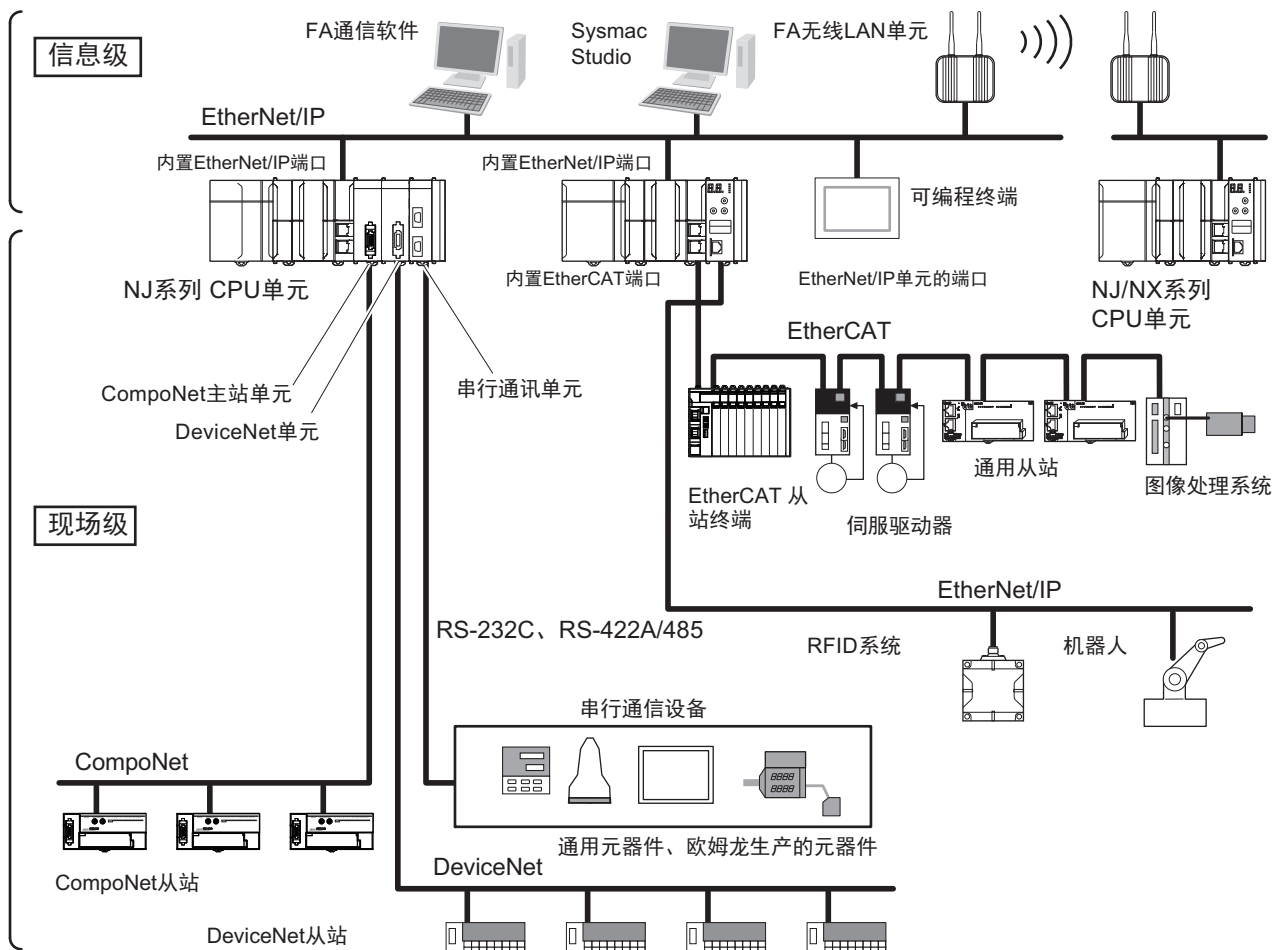 信息级
FA通信软件
Sysmac
Studio
FA无线LAN单元
EtherNet/IP
内置EtherNet/IP端口
内置EtherNet/IP端口
可编程终端
NJ系列 CPU单元
内置EtherCAT端口
EtherNet/IP单元的端口
NJ/NX系列
CPU单元
EtherCAT
CompoNet主站单元
串行通讯单元
DeviceNet单元
通用从站
图像处理系统
EtherCAT 从
站终端
伺服驱动器
现场级
EtherNet/IP
RS-232C、RS-422A/485
RFID系统
机器人
串行通信设备
8888
8888
CompoNet
通用元器件、欧姆龙生产的元器件
CompoNet从站
DeviceNet
DeviceNet从站